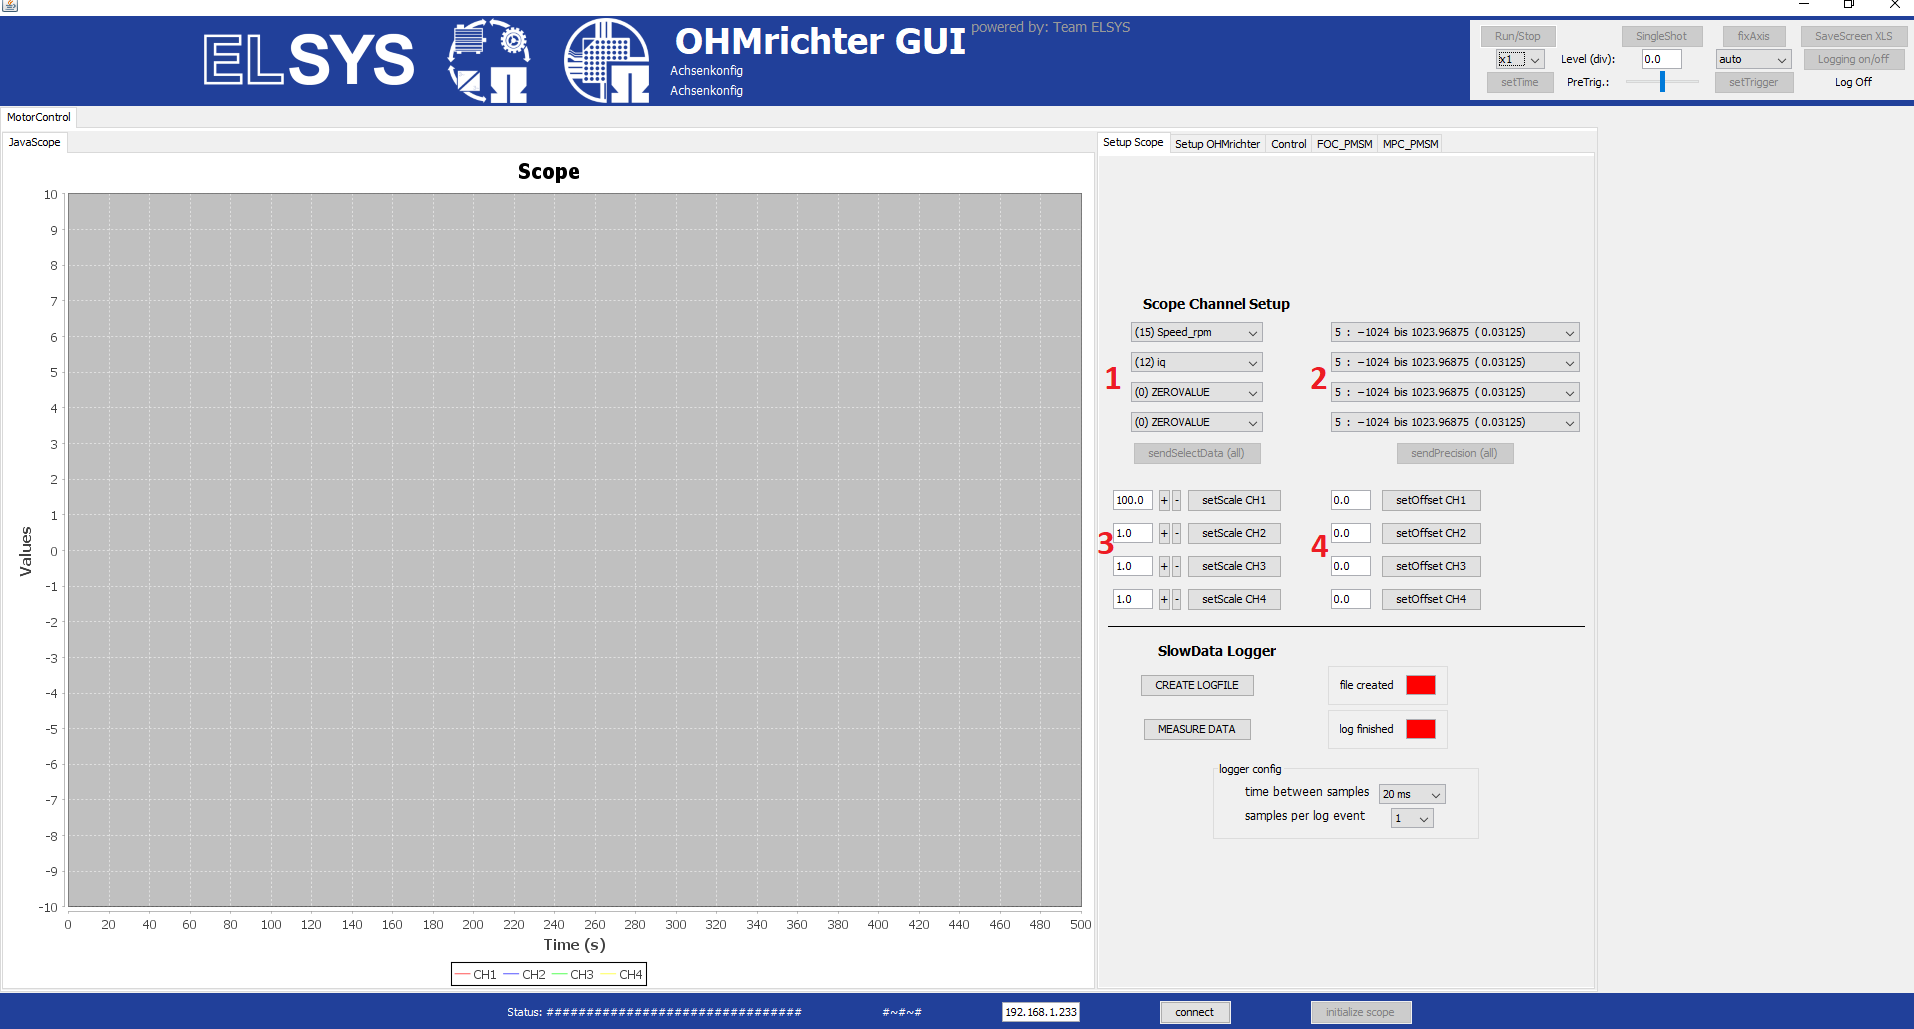 ELSYS
OHMrichter GUI
powered by: Team ELSYS
Achsenkonfig
Achsenkonfig
Run/Stop
SingleShot
fixAxis
SaveScreen XLS
x1
Level (div):
0.0
auto
Logging on/off
setTime
PreTrig.:
setTrigger
Log Off
MotorControl
JavaScope
Scope
10
9
8
7
6
5
4
3
2
1
0
-1
-2
-3
-4
-5
-6
-7
-8
-9
-10
Values
0 20 40 60 80 100 120 140 160 180 200 220 240 260 280 300 320 340 360 380 400 420 440 460 480 500
Time (s)
CH1 CH2 CH3 CH4
Setup Scope
Setup OHMrichter
Control
FOC_PMSM
MPC_PMSM
Scope Channel Setup
(15) Speed_rpm
5 : −1024 bis 1023.96875 ( 0.03125)
(12) iq
5 : −1024 bis 1023.96875 ( 0.03125)
1
2
(0) ZEROVALUE
5 : −1024 bis 1023.96875 ( 0.03125)
(0) ZEROVALUE
5 : −1024 bis 1023.96875 ( 0.03125)
sendSelectData (all)
sendPrecision (all)
100.0 + - setScale CH1
0.0 setOffset CH1
1.0 + - setScale CH2
0.0 setOffset CH2
3
4
1.0 + - setScale CH3
0.0 setOffset CH3
1.0 + - setScale CH4
0.0 setOffset CH4
SlowData Logger
CREATE LOGFILE
file created
MEASURE DATA
log finished
logger config
time between samples 20 ms
samples per log event 1
Status: ################################
#~#~#
192.168.1.233
connect
initialize scope